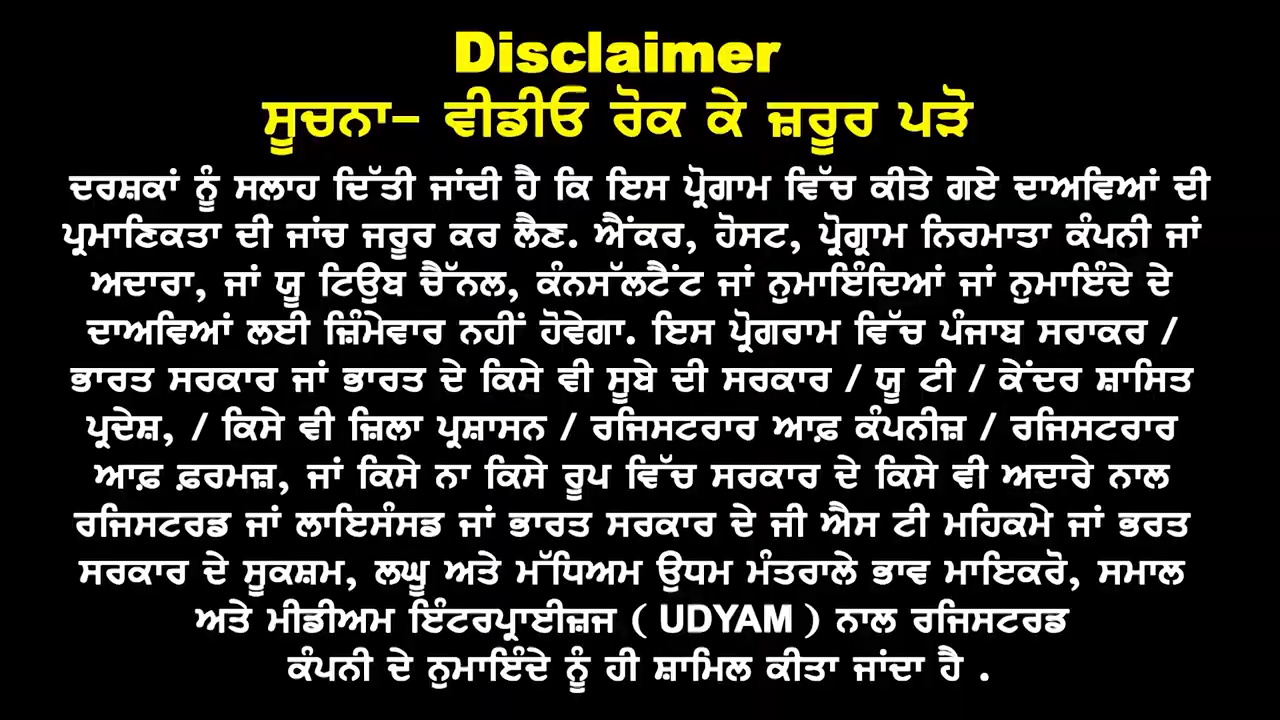 Disclaimer
ਸੂਚਨਾ- ਵੀਡੀਓ ਰੋਕ ਕੇ ਜ਼ਰੂਰ ਪੜੋ
ਦਰਸ਼ਕਾਂ ਨੂੰ ਸਲਾਹ ਦਿੱਤੀ ਜਾਂਦੀ ਹੈ ਕਿ ਇਸ ਪ੍ਰੋਗਾਮ ਵਿੱਚ ਕੀਤੇ ਗਏ ਦਾਅਵਿਆਂ ਦੀ
ਪ੍ਰਮਾਣਿਕਤਾ ਦੀ ਜਾਂਚ ਜਰੂਰ ਕਰ ਲੈਣ. ਐਂਕਰ, ਹੋਸਟ, ਪ੍ਰੋਗ੍ਰਾਮ ਨਿਰਮਾਤਾ ਕੰਪਨੀ ਜਾਂ
ਅਦਾਰਾ, ਜਾਂ ਯੂ ਟਿਊਬ ਚੈੱਨਲ, ਕੰਨਸੱਲਟੈਂਟ ਜਾਂ ਨੁਮਾਇੰਦਿਆਂ ਜਾਂ ਨੁਮਾਇੰਦੇ ਦੇ
ਦਾਅਵਿਆਂ ਲਈ ਜ਼ਿੰਮੇਵਾਰ ਨਹੀਂ ਹੋਵੇਗਾ. ਇਸ ਪ੍ਰੋਗਰਾਮ ਵਿੱਚ ਪੰਜਾਬ ਸਰਾਕਰ /
ਭਾਰਤ ਸਰਕਾਰ ਜਾਂ ਭਾਰਤ ਦੇ ਕਿਸੇ ਵੀ ਸੂਬੇ ਦੀ ਸਰਕਾਰ / ਯੂ ਟੀ / ਕੇਂਦਰ ਸ਼ਾਸਿਤ
ਪ੍ਰਦੇਸ਼, / ਕਿਸੇ ਵੀ ਜ਼ਿਲਾ ਪ੍ਰਸ਼ਾਸਨ / ਰਜਿਸਟਰਾਰ ਆਫ਼ ਕੰਪਨੀਜ਼ / ਰਜਿਸਟਰਾਰ
ਆਫ਼ ਫ਼ਰਮਜ਼, ਜਾਂ ਕਿਸੇ ਨਾ ਕਿਸੇ ਰੂਪ ਵਿੱਚ ਸਰਕਾਰ ਦੇ ਕਿਸੇ ਵੀ ਅਦਾਰੇ ਨਾਲ
ਰਜਿਸਟਰਡ ਜਾਂ ਲਾਇਸੰਸਡ ਜਾਂ ਭਾਰਤ ਸਰਕਾਰ ਦੇ ਜੀ ਐਸ ਟੀ ਮਹਿਕਮੇ ਜਾਂ ਭਰਤ
ਸਰਕਾਰ ਦੇ ਸੂਕਸ਼ਮ, ਲਘੂ ਅਤੇ ਮੱਧਿਅਮ ਉਧਮ ਮੰਤਰਾਲੇ ਭਾਵ ਮਾਇਕਰੋ, ਸਮਾਲ
ਅਤੇ ਮੀਡੀਅਮ ਇੰਟਰਪ੍ਰਾਈਜ਼ਜ ( UDYAM ) ਨਾਲ ਰਜਿਸਟਰਡ
ਕੰਪਨੀ ਦੇ ਨੁਮਾਇੰਦੇ ਨੂੰ ਹੀ ਸ਼ਾਮਿਲ ਕੀਤਾ ਜਾਂਦਾ ਹੈ .